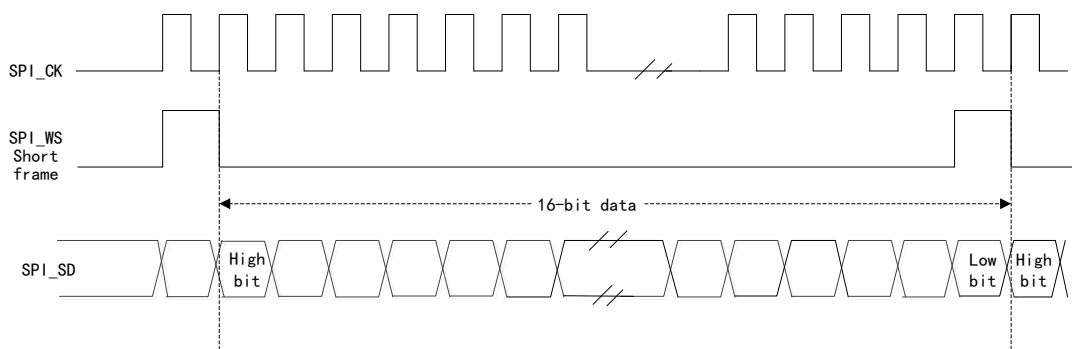 SPI_CK
SPI_WS
Short
frame
16-bit data
SPI_SD
High
bit
Low
bit
High
bit